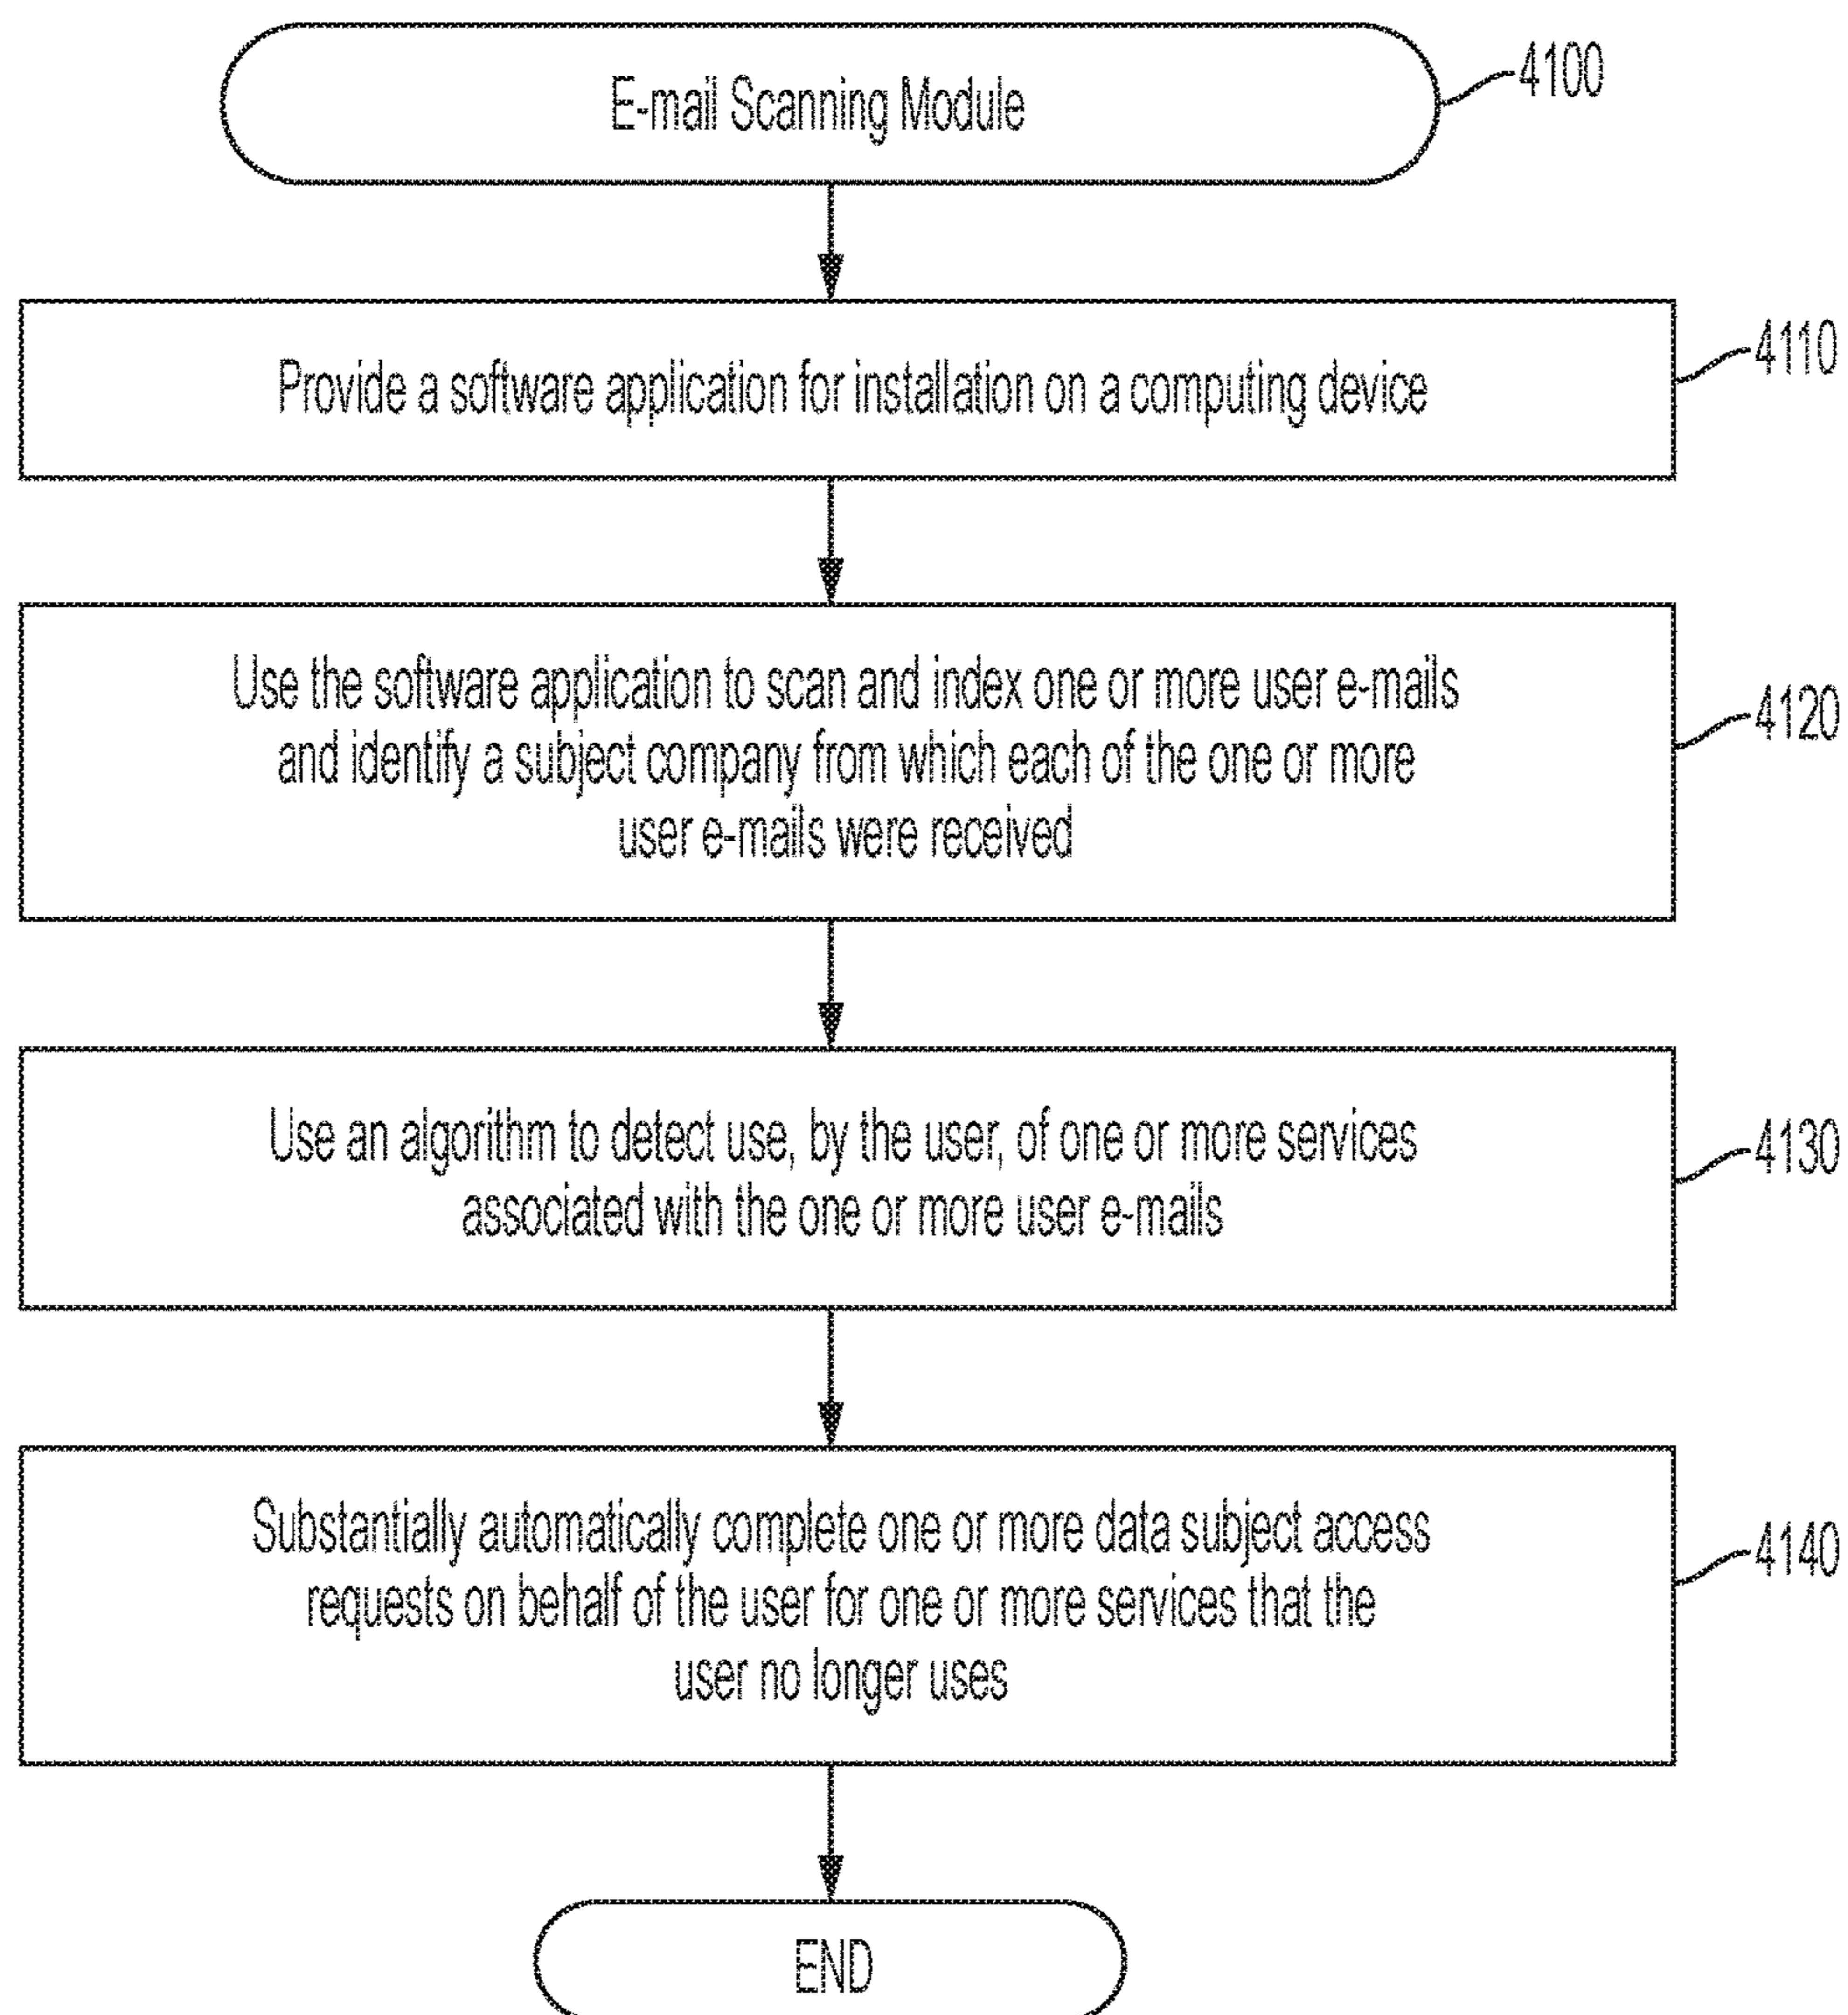 E-mail Scanning Module
4100
Provide a software application for installation on a computing device
4110
Use the software application to scan and index one or more user e-mails
and identify a subject company from which each of the one or more
user e-mails were received
4120
Use an algorithm to detect use, by the user, of one or more services
associated with the one or more user e-mails
4130
Substantially automatically complete one or more data subject access
requests on behalf of the user for one or more services that the
user no longer uses
4140
END